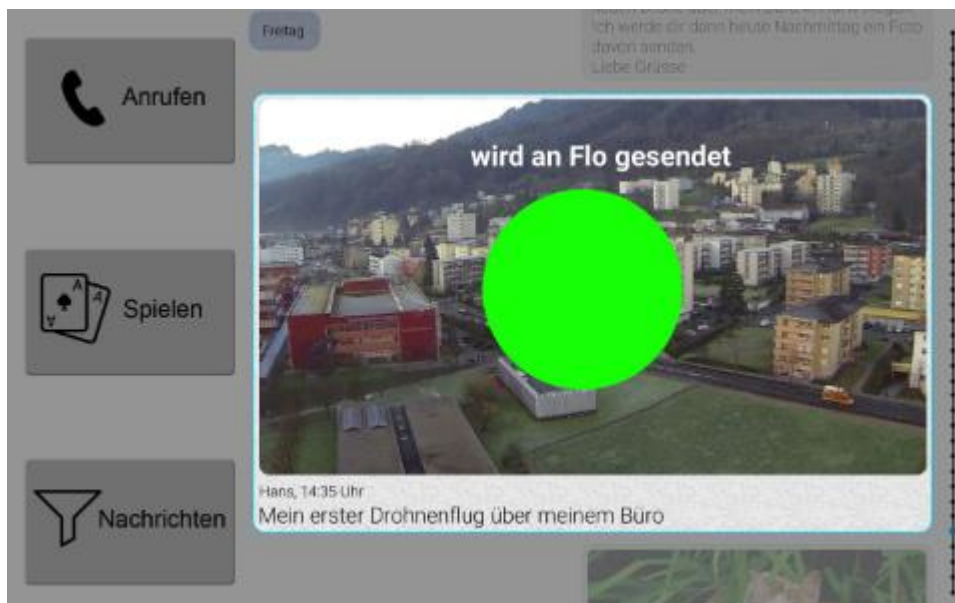 Freitag
Ich werde dir dann heute Nachmittag ein Foto
davon senden.
Liebe Grüsse
Anrufen
wird an Flo gesendet
A
A
A
Spielen
Hans, 14:35 Uhr
Mein erster Drohnenflug über meinem Büro
Nachrichten